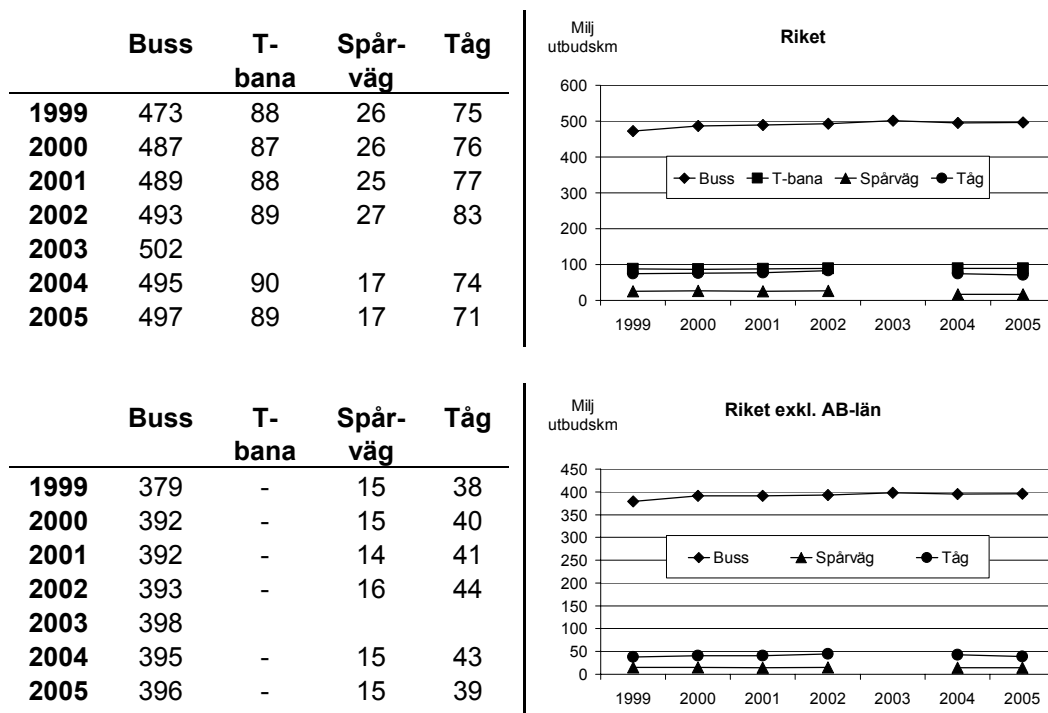 Buss T- Spår- Tåg
bana väg
1999 473 88 26 75
2000 487 87 26 76
2001 489 88 25 77
2002 493 89 27 83
2003 502
2004 495 90 17 74
2005 497 89 17 71
Milj
utbudskm
Riket
600
500
400
Buss T-bana Spårväg Tåg
300
200
100
0
1999 2000 2001 2002 2003 2004 2005
Buss T- Spår- Tåg
bana väg
1999 379 - 15 38
2000 392 - 15 40
2001 392 - 14 41
2002 393 - 16 44
2003 398
2004 395 - 15 43
2005 396 - 15 39
Milj
utbudskm
Riket exkl. AB-län
450
400
350
300
250
Buss Spårväg Tåg
200
150
100
50
0
1999 2000 2001 2002 2003 2004 2005